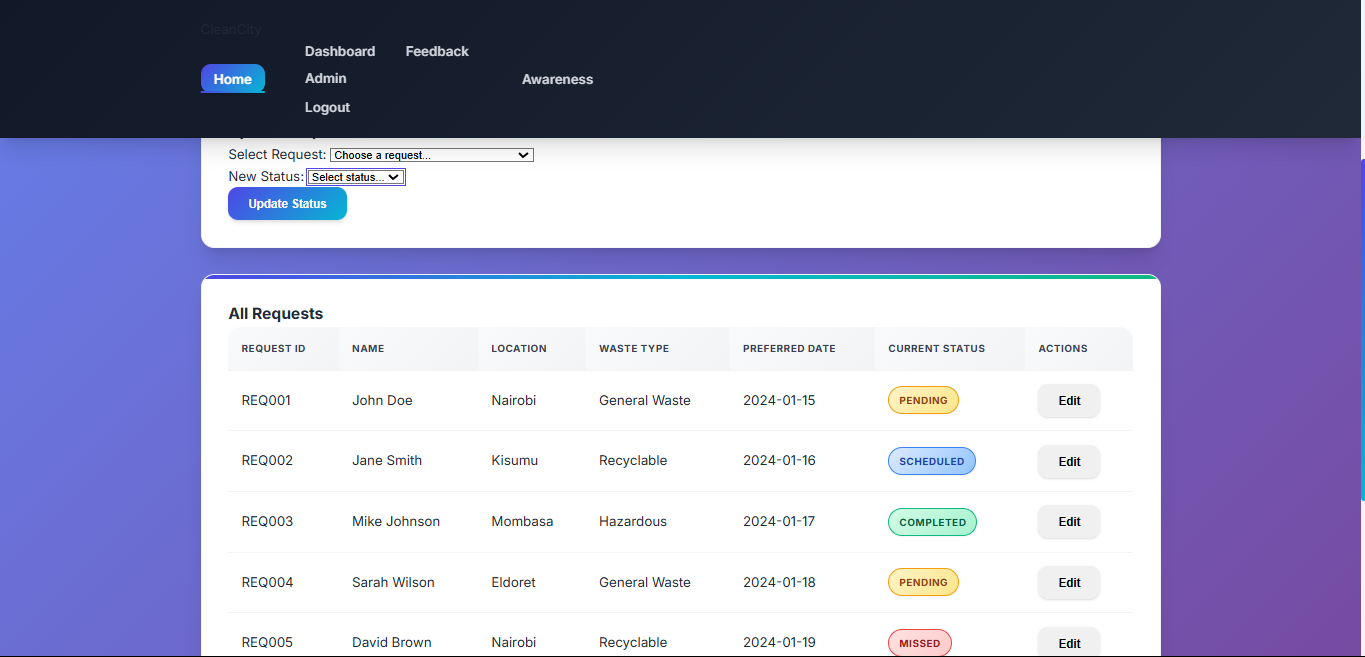 CleanCity
Dashboard Feedback
Home Admin Awareness
Logout
Select Request: Choose a request...
New Status: Select status...
Update Status
All Requests
REQUEST ID NAME LOCATION WASTE TYPE PREFERRED DATE CURRENT STATUS ACTIONS
REQ001 John Doe Nairobi General Waste 2024-01-15 PENDING Edit
REQ002 Jane Smith Kisumu Recyclable 2024-01-16 SCHEDULED Edit
REQ003 Mike Johnson Mombasa Hazardous 2024-01-17 COMPLETED Edit
REQ004 Sarah Wilson Eldoret General Waste 2024-01-18 PENDING Edit
REQ005 David Brown Nairobi Recyclable 2024-01-19 MISSED Edit